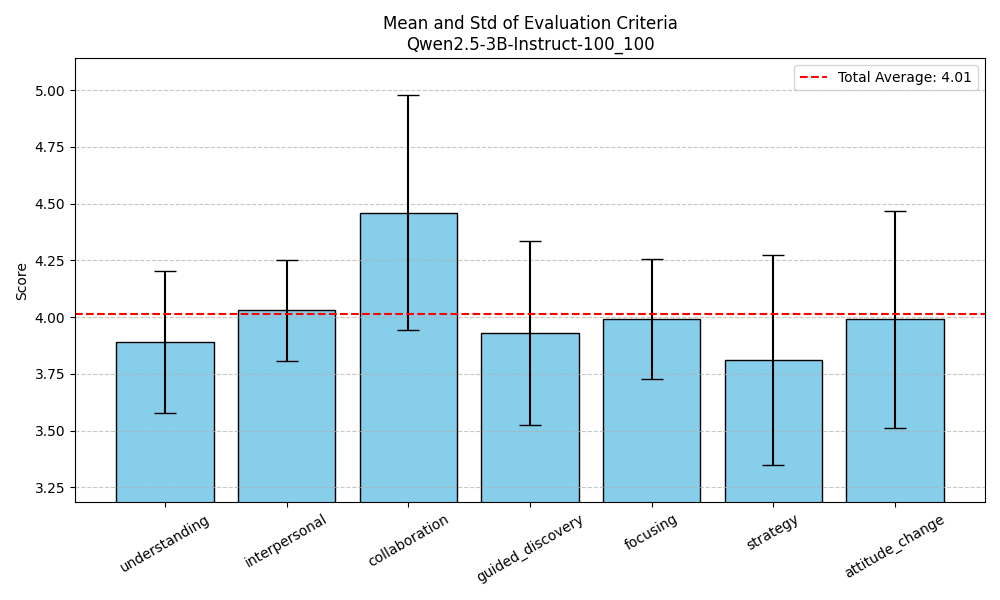 Mean and Std of Evaluation Criteria
Qwen2.5-3B-Instruct-100_100
Total Average: 4.01
Score
5.00
4.75
4.50
4.25
4.00
3.75
3.50
3.25
understanding
interpersonal
collaboration
guided_discovery
focusing
strategy
attitude_change